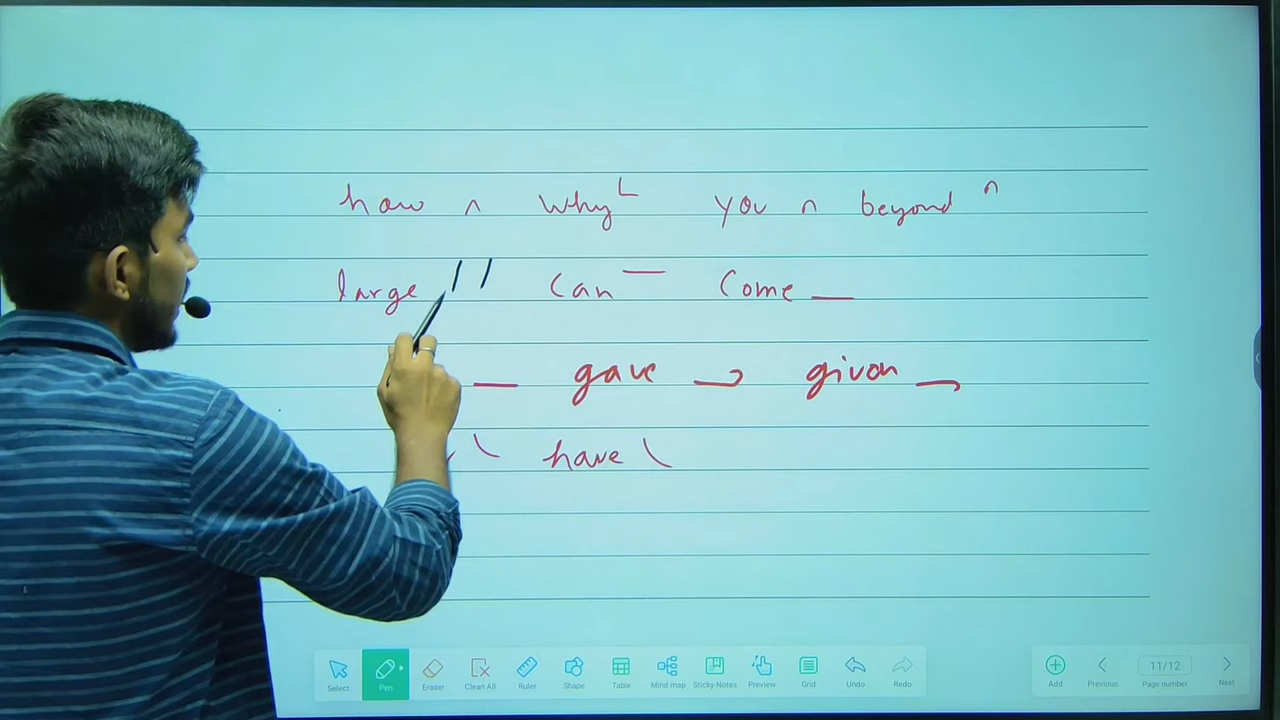 how why you beyond
large can come
gave given
have
Select Pen Eraser Clean All Ruler Shape Table Mind map Sticky-Notes Preview Grid Undo Redo Add Previous 11/12 Page number Next